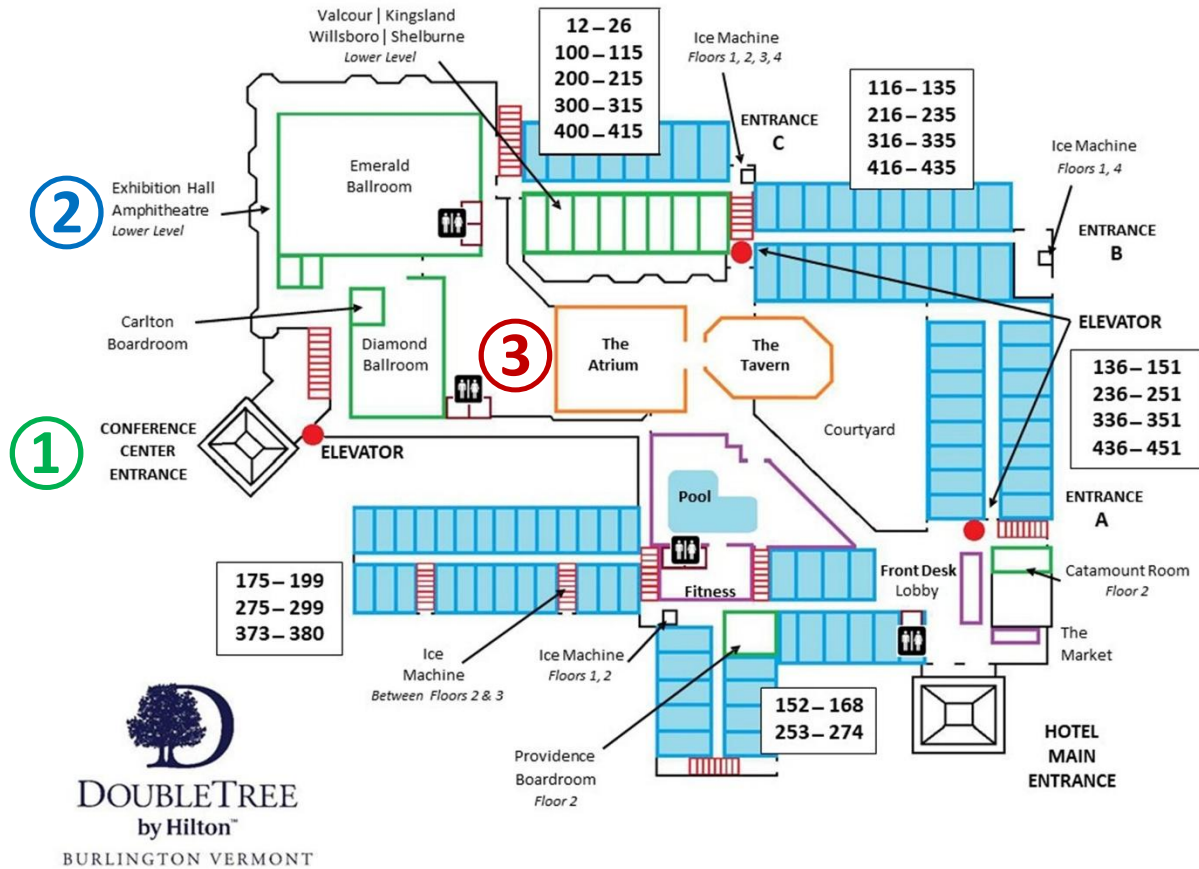 Valcour | Kingsland
Willsboro | Shelburne
Lower Level
12 – 26
100 – 115
200 – 215
300 – 315
400 – 415
Ice Machine
Floors 1, 2, 3, 4
ENTRANCE
C
116 – 135
216 – 235
316 – 335
416 – 435
Ice Machine
Floors 1, 4
ENTRANCE
B
2
Exhibition Hall
Amphitheatre
Lower Level
Emerald
Ballroom
Carlton
Boardroom
Diamond
Ballroom
3
The
Atrium
The
Tavern
ELEVATOR
136 – 151
236 – 251
336 – 351
436 – 451
1
CONFERENCE
CENTER
ENTRANCE
ELEVATOR
Courtyard
Pool
ENTRANCE
A
175 – 199
275 – 299
373 – 380
Fitness
Front Desk
Lobby
Catamount Room
Floor 2
The
Market
Ice
Machine
Between Floors 2 & 3
Ice Machine
Floors 1, 2
152 – 168
253 – 274
Providence
Boardroom
Floor 2
HOTEL
MAIN
ENTRANCE
D
DOUBLETREE
by Hilton™
BURLINGTON VERMONT